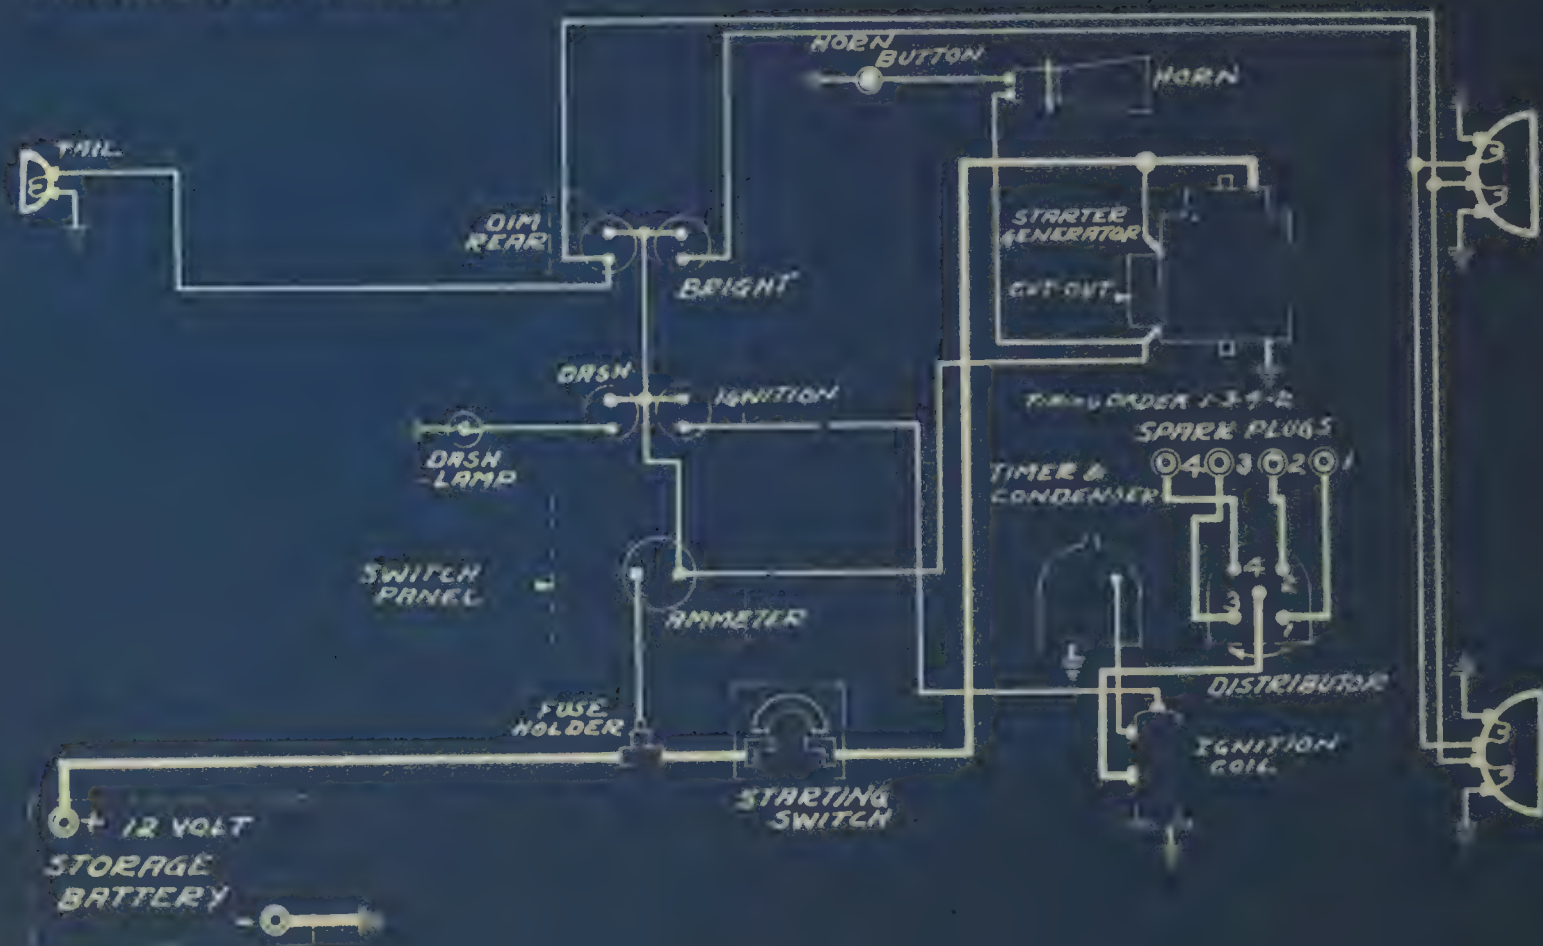 HORN
BUTTON
HORN
TAIL
DIM
REAR
BRIGHT
STARTER
GENERATOR
CUT-OUT
DASH
IGNITION
DASH
LAMP
ORDER
SPARK PLUGS
4 3 2 1
TIMER &
CONDENSER
SWITCH
PANEL
AMMETER
4
2
3
1
DISTRIBUTOR
FUSE
HOLDER
IGNITION
COIL
STARTING
SWITCH
+ 12 VOLT
STORAGE
BATTERY
-